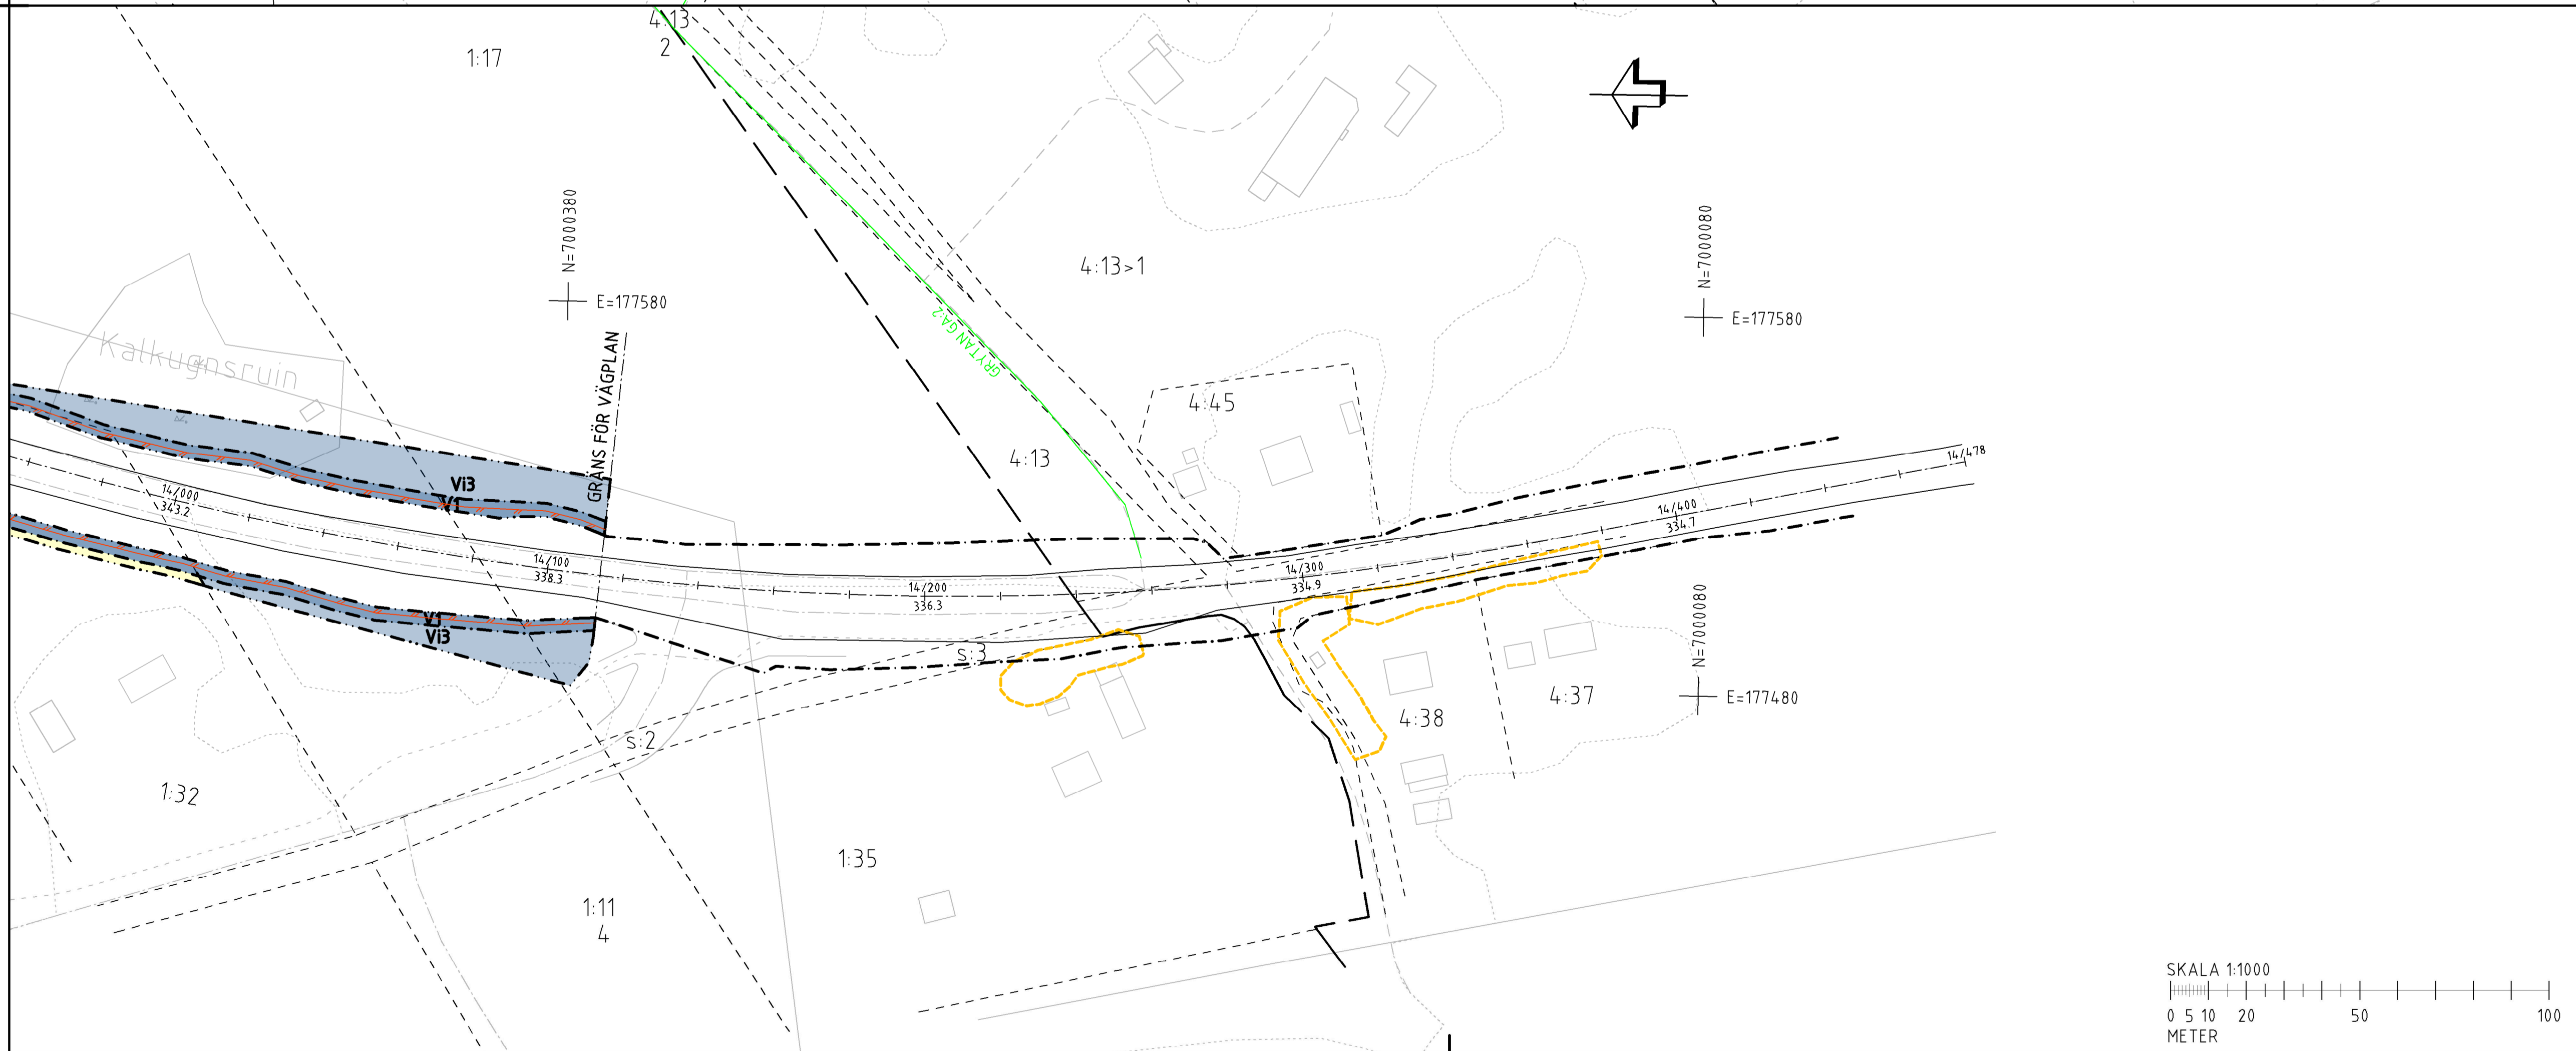 4:13
2
1:17
N=7000380
E=177580
N=7000080
E=177580
4:13>1
GRYTAN GA:2
Kalkugnsruin
GRÄNS FÖR VÄGPLAN
4:45
4:13
Vi3
V1
14/000
343.2
14/100
338.3
14/200
336.3
14/300
334.9
14/400
334.7
14/478
V1
Vi3
s:3
s:2
N=7000080
E=177480
4:37
4:38
1:32
1:35
1:11
4
SKALA 1:1000
0 5 10 20 50 100
METER